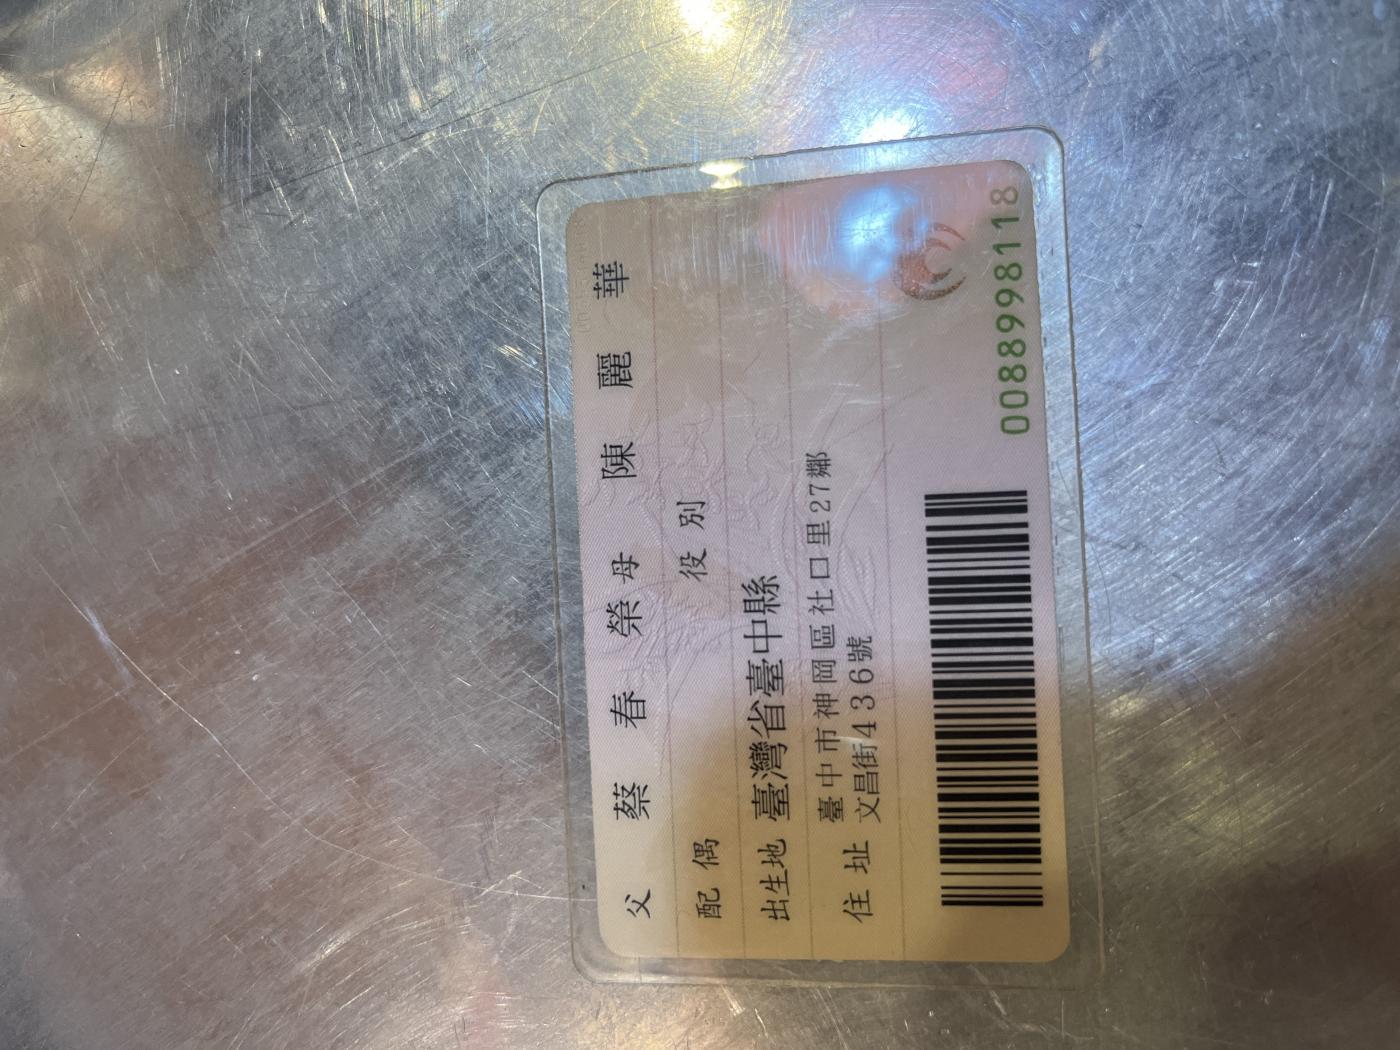 父 蔡春榮 母 陳麗華
配偶 役別
出生地 臺灣省臺中縣
住址 臺中市神岡區社口里27鄰
文昌街436號
0088998118